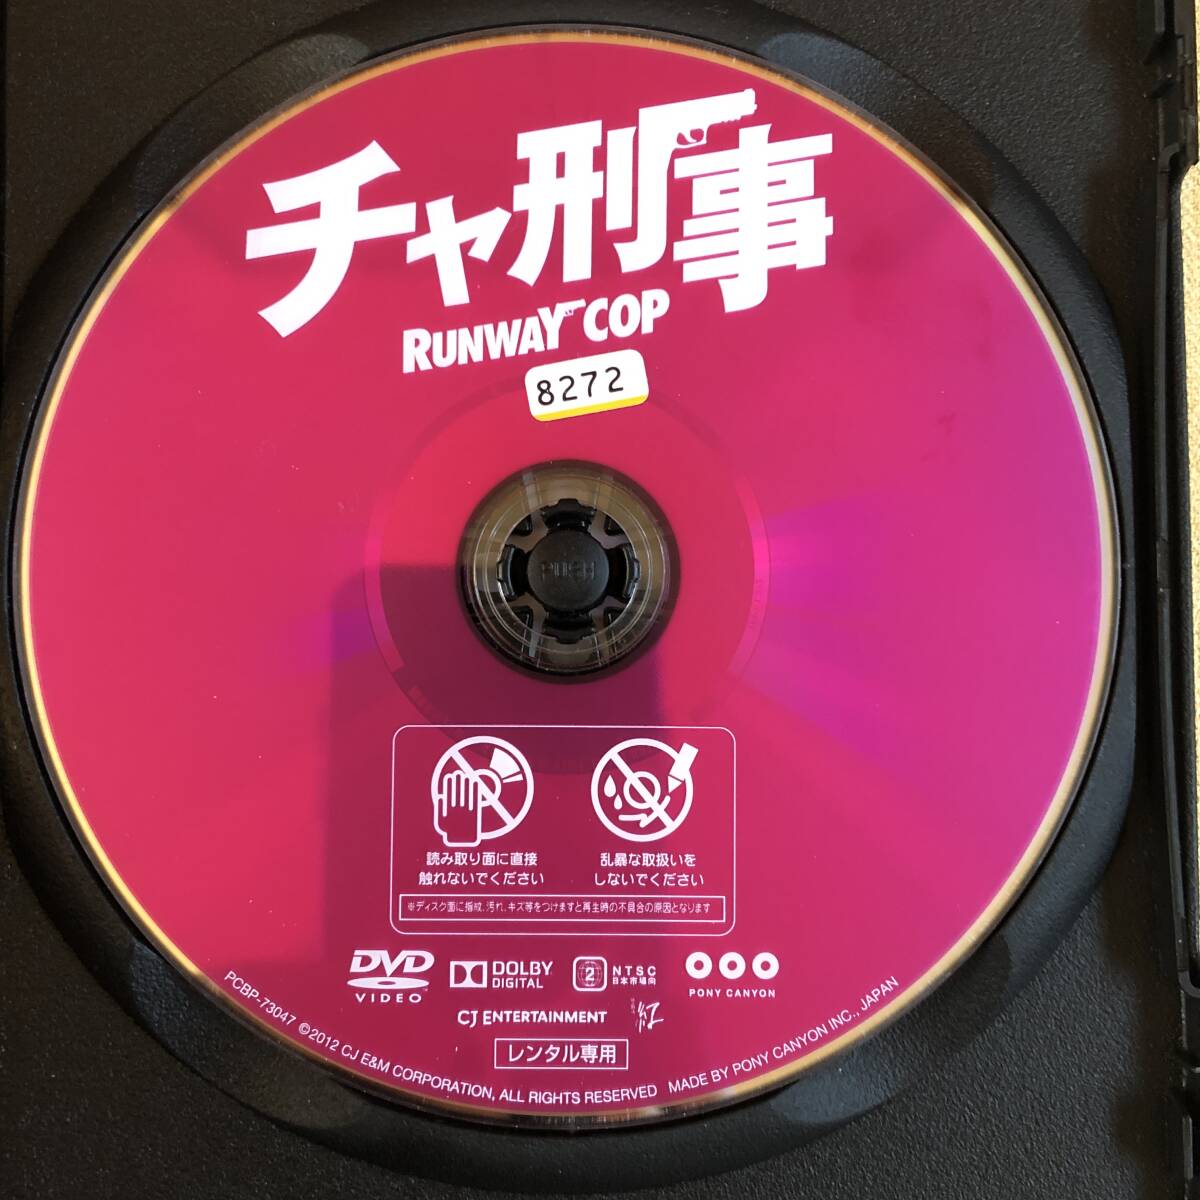 チャ刑事
RUNWAY COP
8272
PUSH
読み取り面に直接
触れないでください
乱暴な取扱いを
しないでください
※ディスク面に指紋、汚れ、キズ等をつけますと再生時の不具合の原因となります
DVD
VIDEO
DOLBY
DIGITAL
2
NTSC
日本市場向
PONY CANYON
CJ ENTERTAINMENT
紅
レンタル専用
PCBP-73047 ©2012 CJ E&M CORPORATION, ALL RIGHTS RESERVED MADE BY PONY CANYON INC., JAPAN